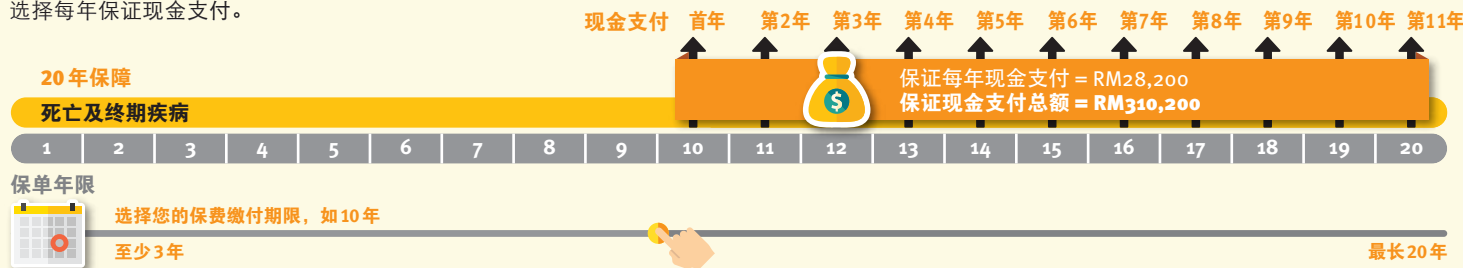 选择每年保证现金支付。
现金支付 首年 第2年 第3年 第4年 第5年 第6年 第7年 第8年 第9年 第10年 第11年
20年保障
保证每年现金支付 = RM28,200
保证现金支付总额 = RM310,200
死亡及终期疾病
$
1 2 3 4 5 6 7 8 9 10 11 12 13 14 15 16 17 18 19 20
保单年限
选择您的保费缴付期限，如10年
至少3年
最长20年